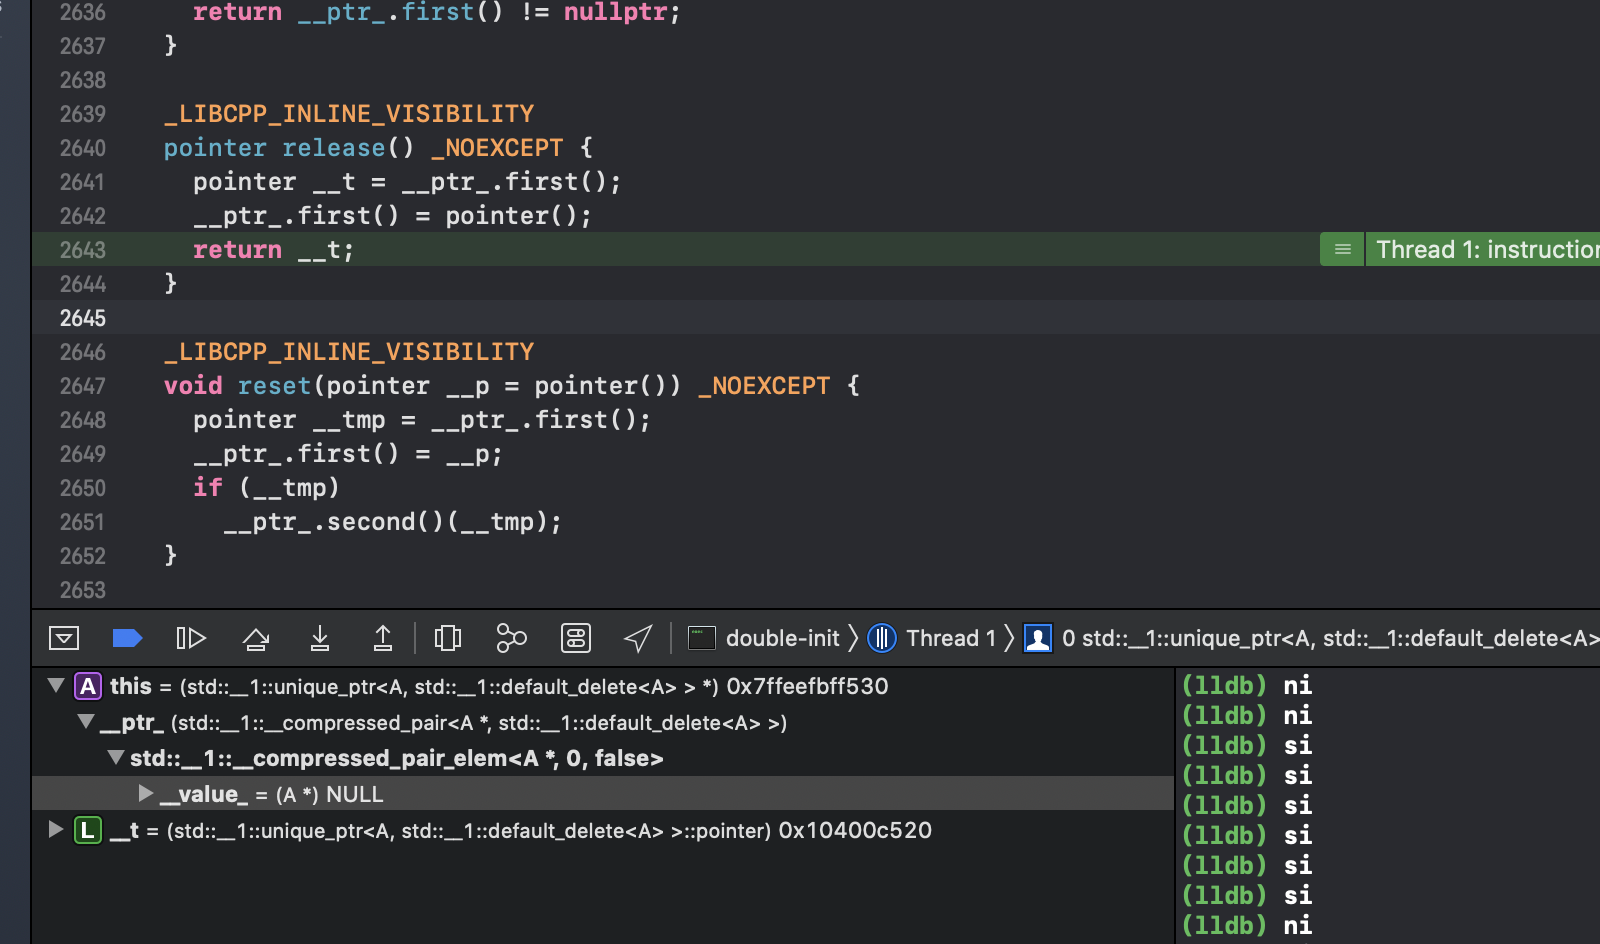 2636 return __ptr_.first() != nullptr;
2637 }
2638
2639 _LIBCPP_INLINE_VISIBILITY
2640 pointer release() _NOEXCEPT {
2641 pointer __t = __ptr_.first();
2642 __ptr_.first() = pointer();
2643 return __t;
Thread 1: instruction
2644 }
2645
2646 _LIBCPP_INLINE_VISIBILITY
2647 void reset(pointer __p = pointer()) _NOEXCEPT {
2648 pointer __tmp = __ptr_.first();
2649 __ptr_.first() = __p;
2650 if (__tmp)
2651 __ptr_.second()(__tmp);
2652 }
2653
double-init
Thread 1
0 std::__1::unique_ptr<A, std::__1::default_delete<A>
A this = (std::__1::unique_ptr<A, std::__1::default_delete<A> > *) 0x7ffeefbff530
__ptr_ (std::__1::__compressed_pair<A *, std::__1::default_delete<A> >)
std::__1::__compressed_pair_elem<A *, 0, false>
__value_ = (A *) NULL
L __t = (std::__1::unique_ptr<A, std::__1::default_delete<A> >::pointer) 0x10400c520
(lldb) ni
(lldb) ni
(lldb) si
(lldb) si
(lldb) si
(lldb) si
(lldb) si
(lldb) si
(lldb) ni